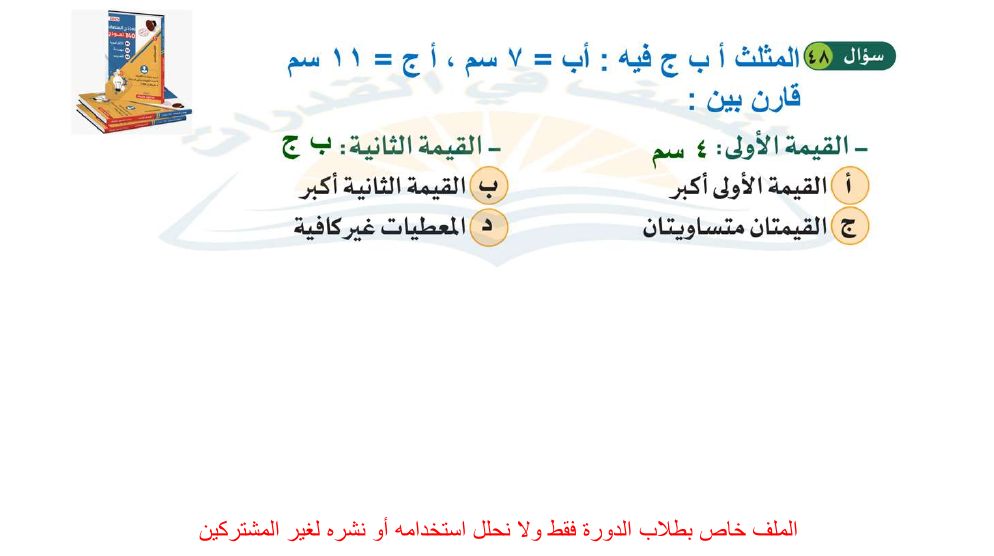 سؤال ٤٨ المثلث أ ب ج فيه : أب = ٧ سم ، أ ج = ١١ سم
قارن بين :
– القيمة الأولى: ٤ سم – القيمة الثانية: ب ج
أ القيمة الأولى أكبر ب القيمة الثانية أكبر
ج القيمتان متساويتان د المعطيات غير كافية
الملف خاص بطلاب الدورة فقط ولا نحلل استخدامه أو نشره لغير المشتركين